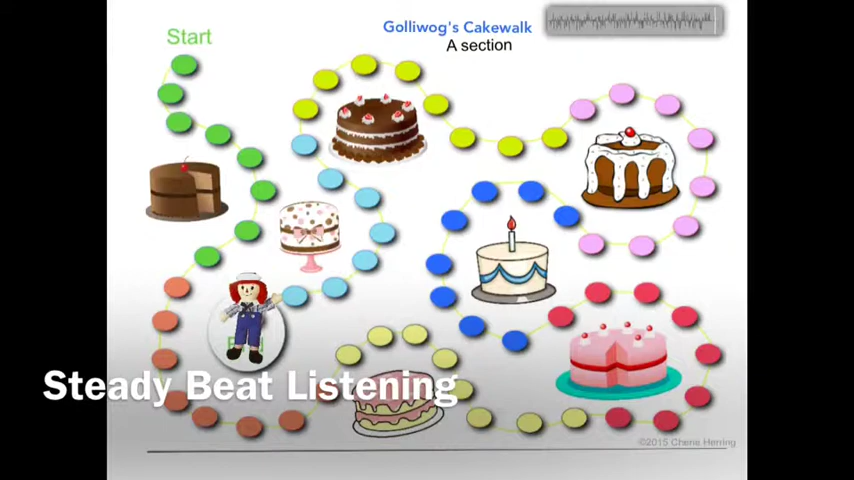 Start
Golliwog's Cakewalk
A section
Steady Beat Listening
©2015 Cherie Herring